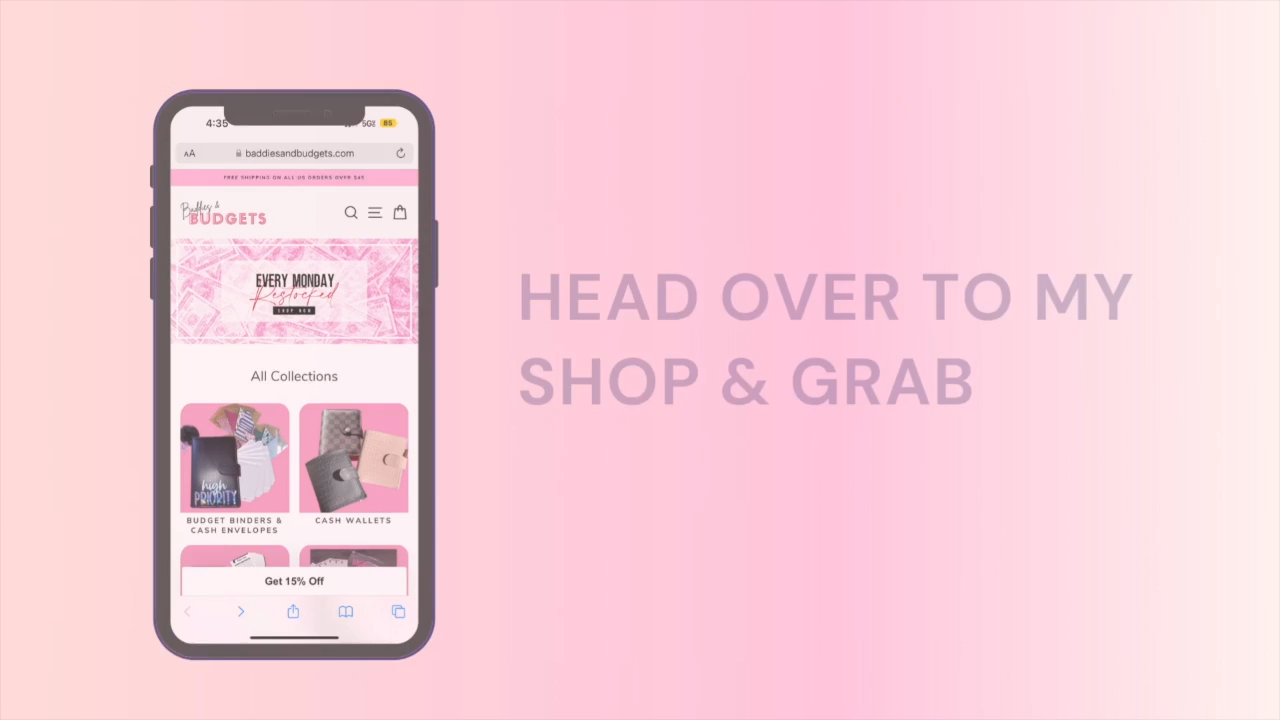 4:35
5G
85
AA
baddiesandbudgets.com
FREE SHIPPING ON ALL US ORDERS OVER $45
Baddies &
BUDGETS
EVERY MONDAY
Restocked
SHOP NOW
All Collections
high
PRIORITY
BUDGET BINDERS &
CASH ENVELOPES
CASH WALLETS
Get 15% Off
HEAD OVER TO MY
SHOP & GRAB